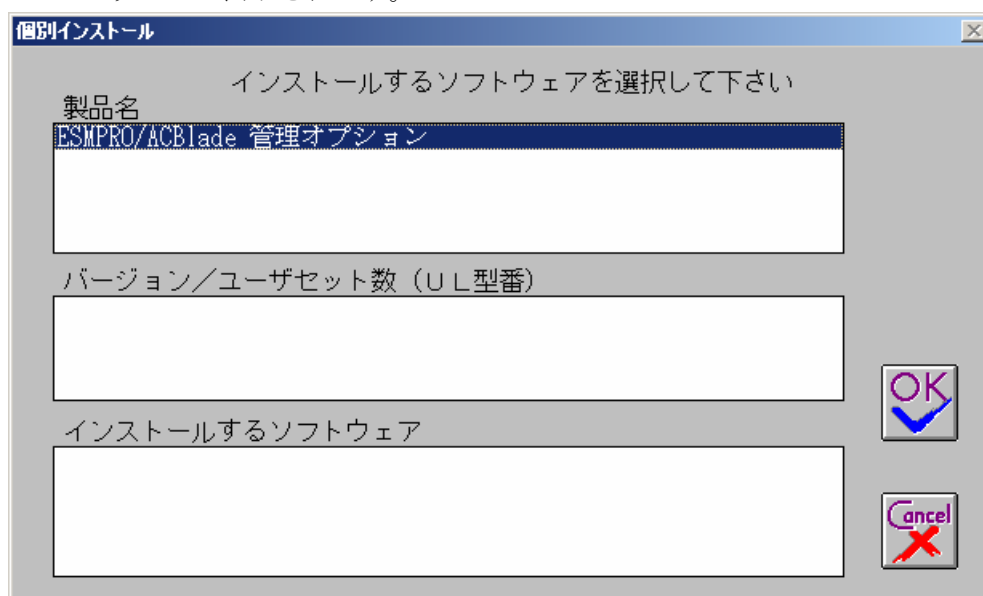 個別インストール
インストールするソフトウェアを選択して下さい
製品名
ESMPRO/ACBlade 管理オプション
バージョン/ユーザセット数(UL型番)
OK
インストールするソフトウェア
Cancel